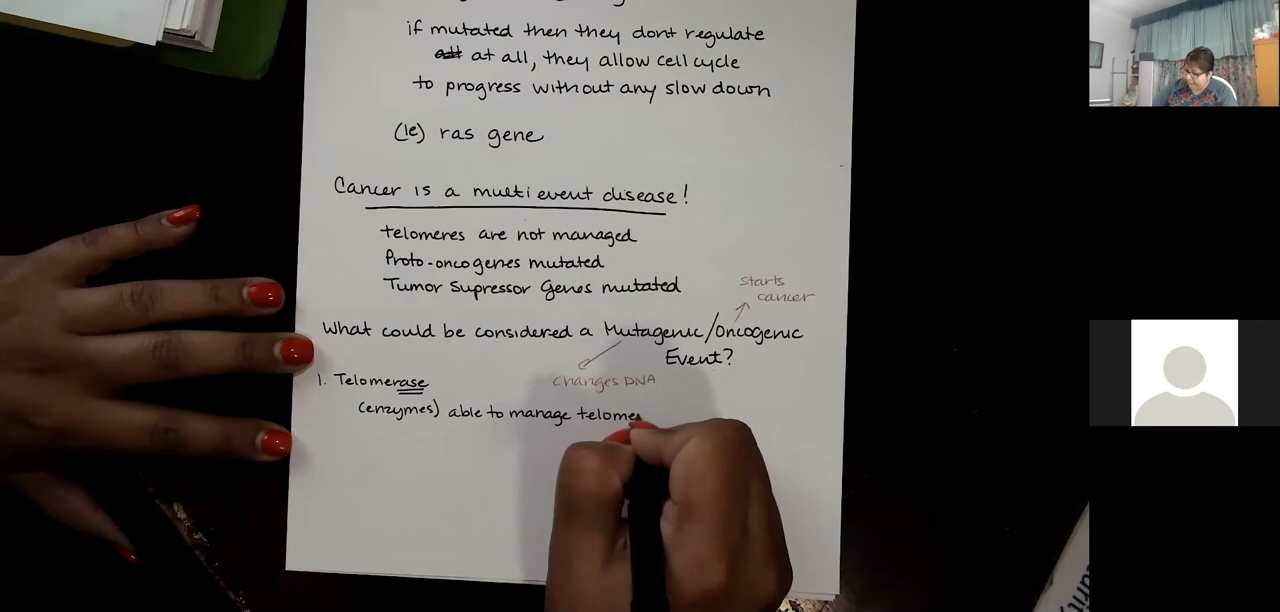 if mutated then they dont regulate
at all, they allow cell cycle
to progress without any slow down
(ie) ras gene
Cancer is a multi event disease!
telomeres are not managed
Proto-oncogenes mutated
Tumor Supressor Genes mutated
starts
cancer
What could be considered a Mutagenic/Oncogenic
Event?
changes DNA
1. Telomerase
(enzymes) able to manage telome